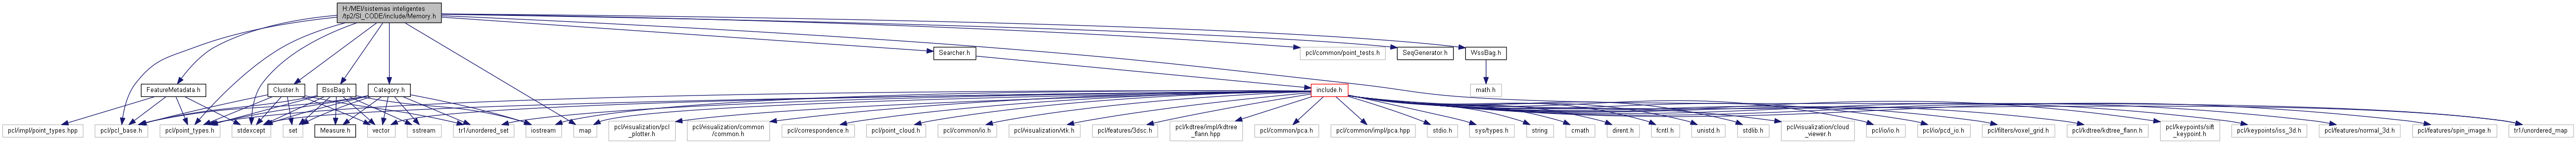 H:/MEI/sistemas inteligentes
/tp2/SI_CODE/include/Memory.h
Searcher.h
pcl/common/point_tests.h
SeqGenerator.h
WssBag.h
FeatureMetadata.h
Cluster.h
BssBag.h
Category.h
include.h
math.h
pcl/impl/point_types.hpp
pcl/pcl_base.h
pcl/point_types.h
stdexcept
set
Measure.h
vector
sstream
tr1/unordered_set
iostream
map
pcl/visualization/pcl
_plotter.h
pcl/visualization/common
/common.h
pcl/correspondence.h
pcl/point_cloud.h
pcl/common/io.h
pcl/visualization/vtk.h
pcl/features/3dsc.h
pcl/kdtree/impl/kdtree
_flann.hpp
pcl/common/pca.h
pcl/common/impl/pca.hpp
stdio.h
sys/types.h
string
cmath
dirent.h
fcntl.h
unistd.h
stdlib.h
pcl/visualization/cloud
_viewer.h
pcl/io/io.h
pcl/io/pcd_io.h
pcl/filters/voxel_grid.h
pcl/kdtree/kdtree_flann.h
pcl/keypoints/sift
_keypoint.h
pcl/keypoints/iss_3d.h
pcl/features/normal_3d.h
pcl/features/spin_image.h
tr1/unordered_map